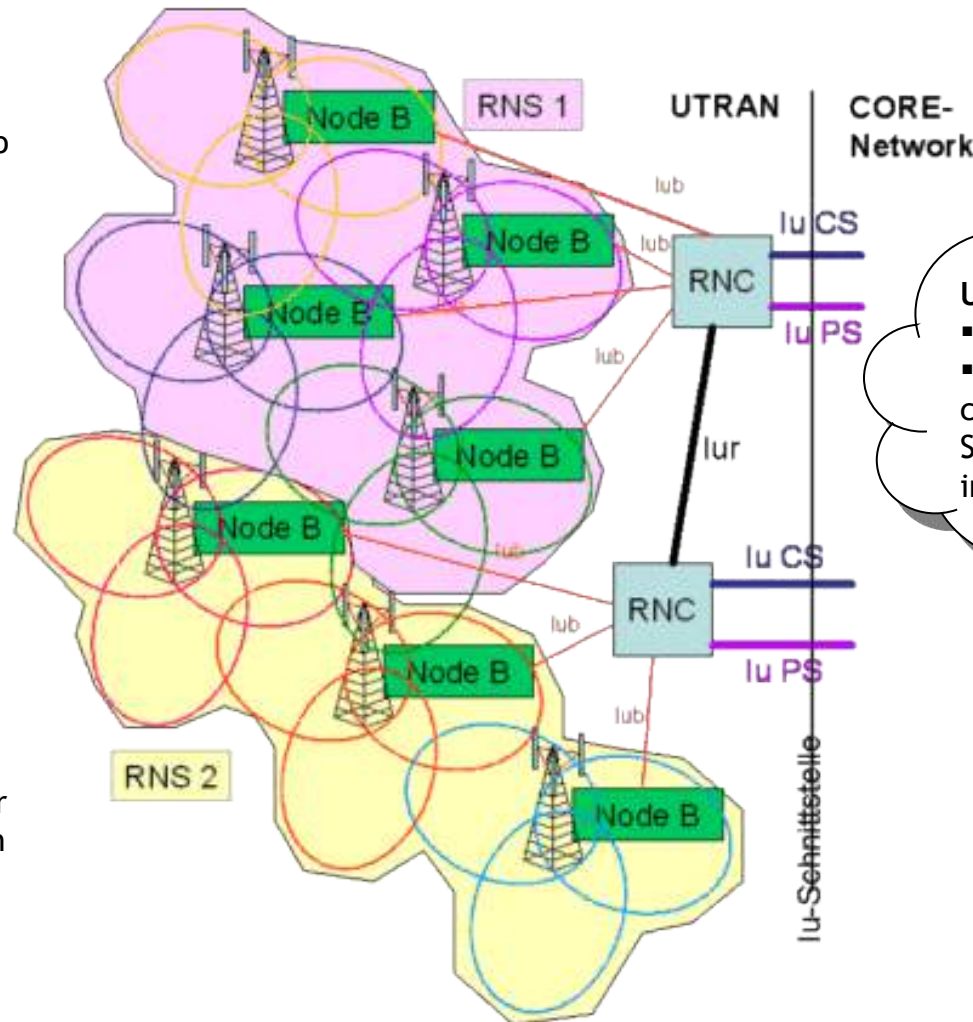 Node B
RNS 1
UTRAN
CORE-
Network
Iub
Node B
Iub
Iu CS
RNC
Node B
Iu PS
Iub
Node B
Iur
Node B
Iub
Iu CS
RNC
Iub
Node B
Iu PS
Iub
RNS 2
Node B
Iu-Schnittstelle